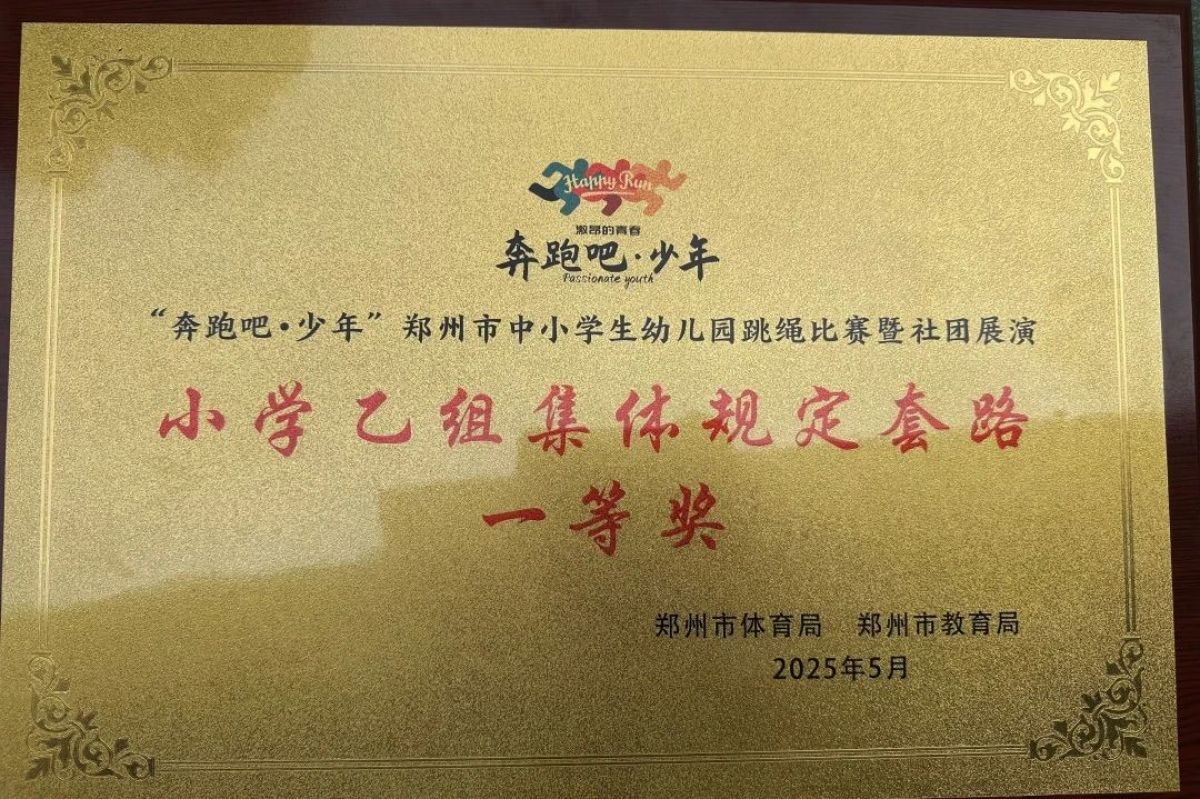 Happy Run
激昂的青春
奔跑吧·少年
Passionate youth
“奔跑吧·少年”郑州市中小学生幼儿园跳绳比赛暨社团展演
小学乙组集体规定套路
一等奖
郑州市体育局 郑州市教育局
2025年5月